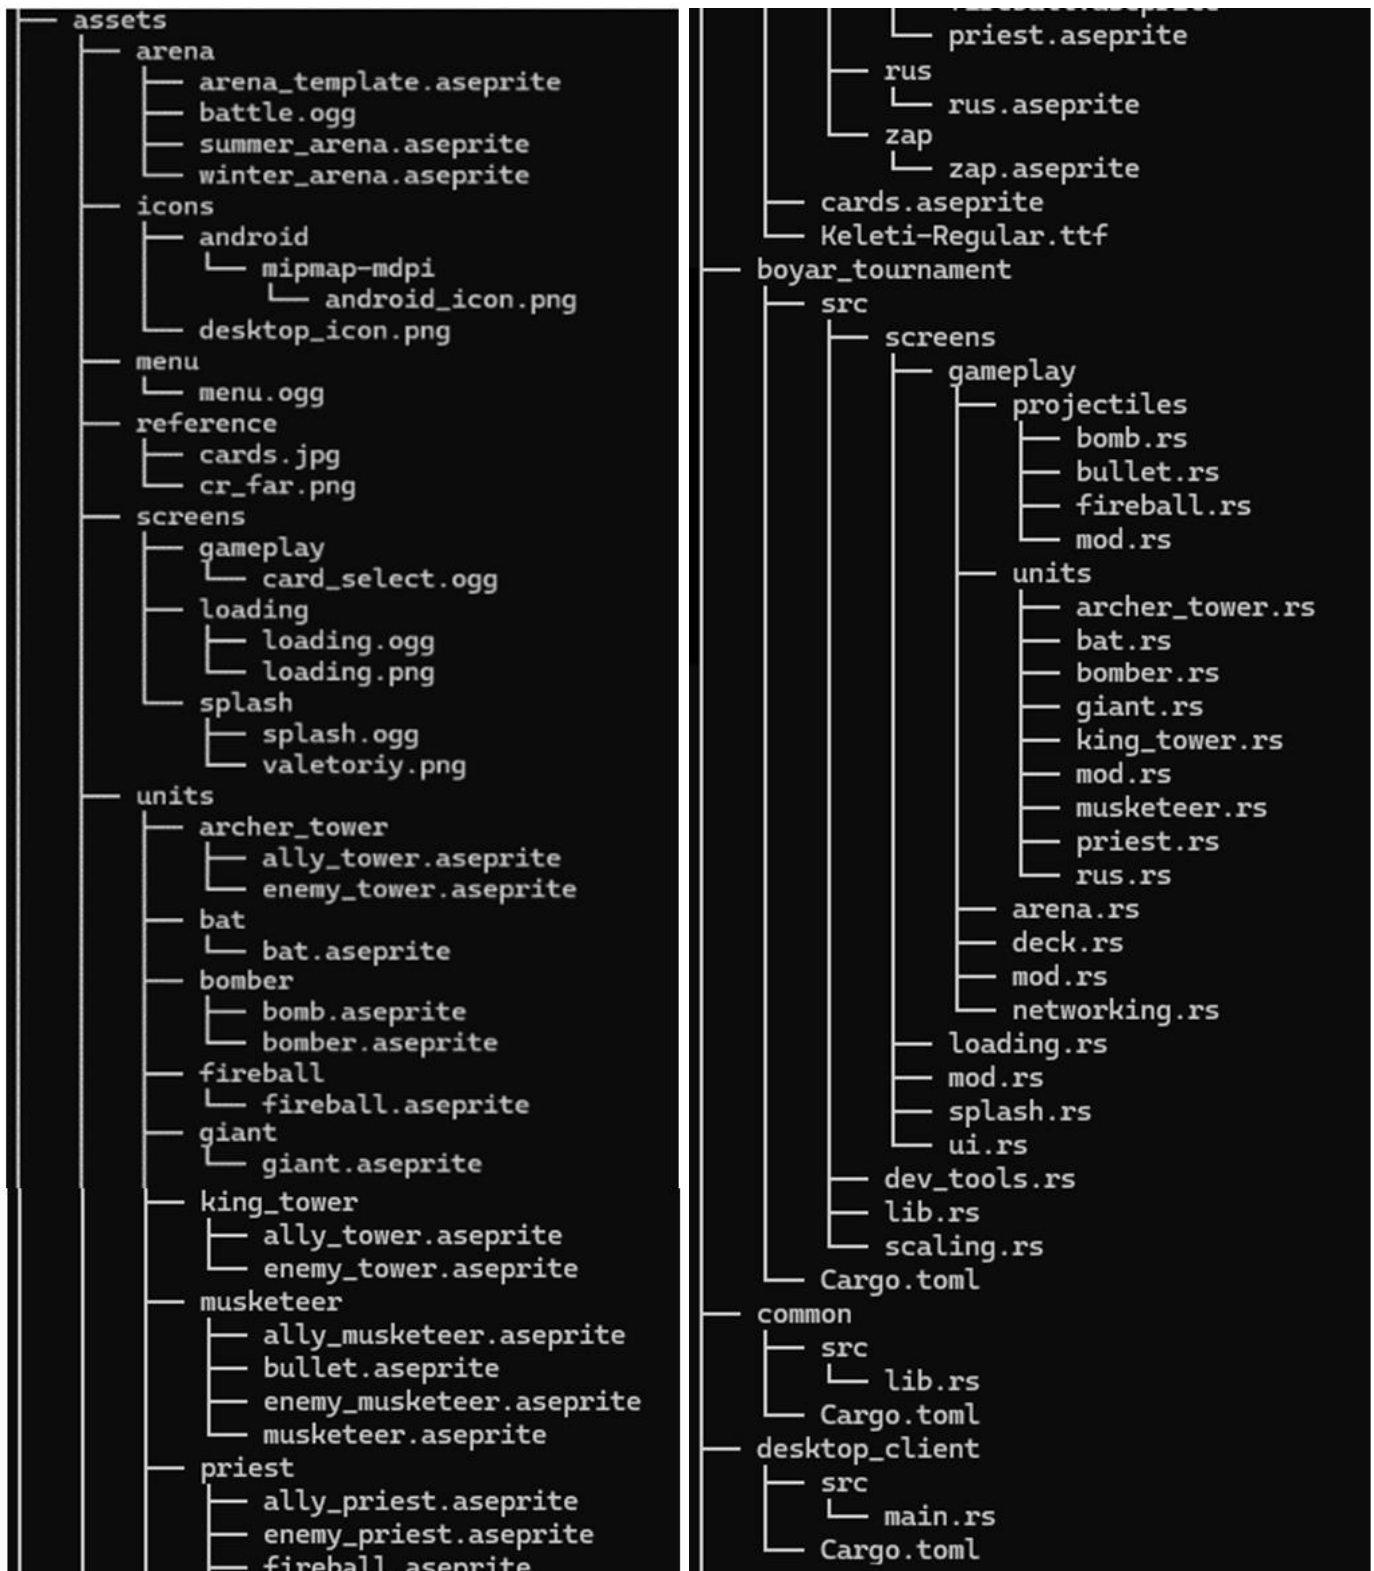 assets
arena
arena_template.aseprite
battle.ogg
summer_arena.aseprite
winter_arena.aseprite
icons
android
mipmap-mdpi
android_icon.png
desktop_icon.png
menu
menu.ogg
reference
cards.jpg
cr_far.png
screens
gameplay
card_select.ogg
loading
loading.ogg
loading.png
splash
splash.ogg
valetoriy.png
units
archer_tower
ally_tower.aseprite
enemy_tower.aseprite
bat
bat.aseprite
bomber
bomb.aseprite
bomber.aseprite
fireball
fireball.aseprite
giant
giant.aseprite
king_tower
ally_tower.aseprite
enemy_tower.aseprite
musketeer
ally_musketeer.aseprite
bullet.aseprite
enemy_musketeer.aseprite
musketeer.aseprite
priest
ally_priest.aseprite
enemy_priest.aseprite
fireball.aseprite
fireball.aseprite
priest.aseprite
rus
rus.aseprite
zap
zap.aseprite
cards.aseprite
Keleti-Regular.ttf
boyar_tournament
src
screens
gameplay
projectiles
bomb.rs
bullet.rs
fireball.rs
mod.rs
units
archer_tower.rs
bat.rs
bomber.rs
giant.rs
king_tower.rs
mod.rs
musketeer.rs
priest.rs
rus.rs
arena.rs
deck.rs
mod.rs
networking.rs
loading.rs
mod.rs
splash.rs
ui.rs
dev_tools.rs
lib.rs
scaling.rs
Cargo.toml
common
src
lib.rs
Cargo.toml
desktop_client
src
main.rs
Cargo.toml